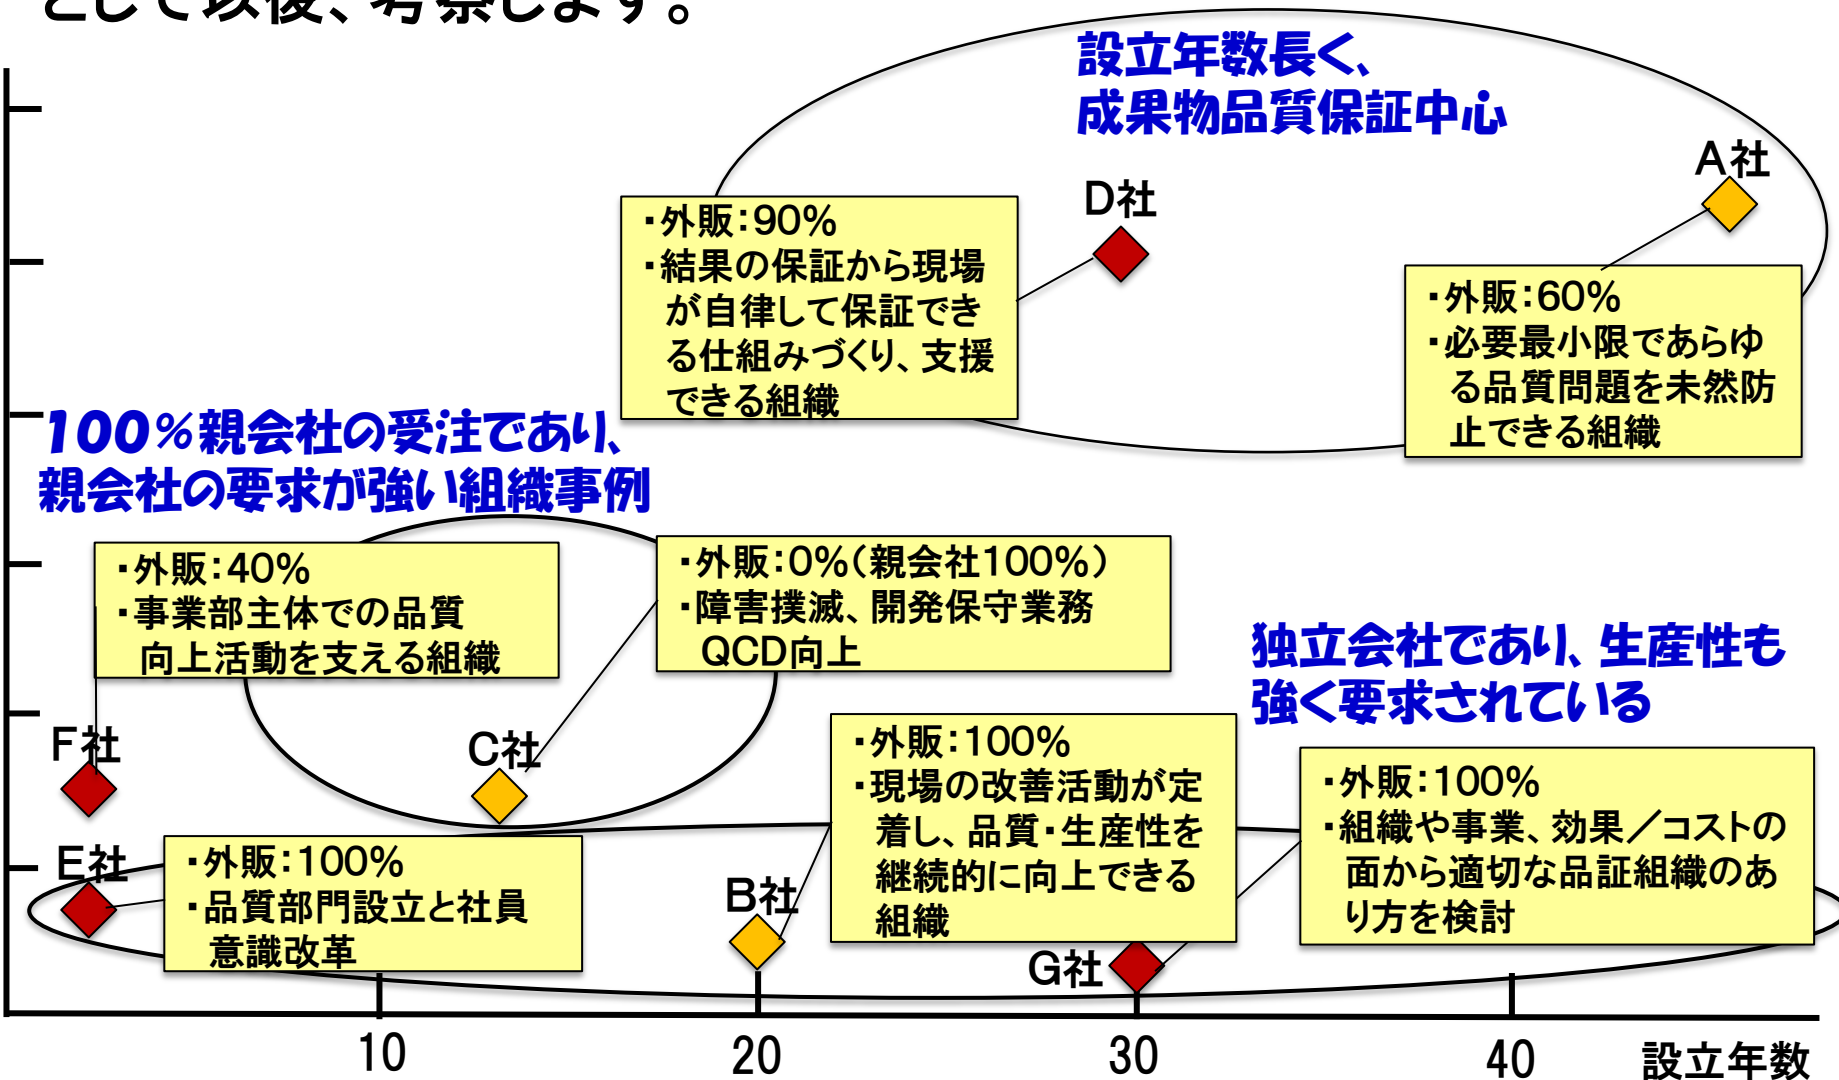 として以後、考察します。
設立年数長く、
成果物品質保証中心
A社
D社
・外販：90%
・結果の保証から現場
が自律して保証でき
る仕組みづくり、支援
できる組織
・外販：60%
・必要最小限であらゆ
る品質問題を未然防
止できる組織
100%親会社の受注であり、
親会社の要求が強い組織事例
・外販：40%
・事業部主体での品質
向上活動を支える組織
・外販：0%（親会社100%）
・障害撲滅、開発保守業務
QCD向上
独立会社であり、生産性も
強く要求されている
F社
C社
・外販：100%
・現場の改善活動が定
着し、品質・生産性を
継続的に向上できる
組織
・外販：100%
・組織や事業、効果／コストの
面から適切な品証組織のあ
り方を検討
E社
・外販：100%
・品質部門設立と社員
意識改革
B社
G社
10
20
30
40
設立年数